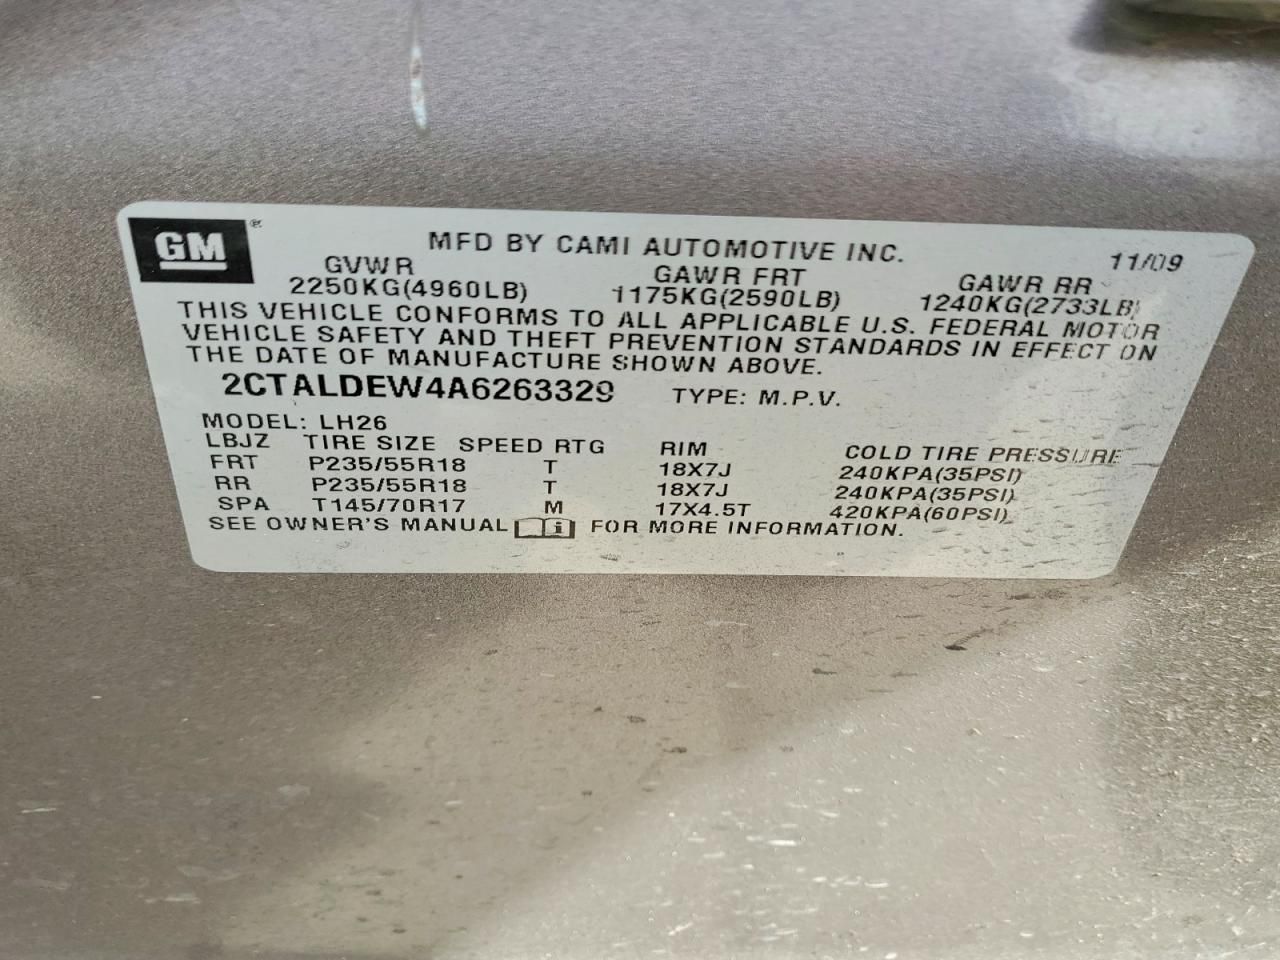 GM®
MFD BY CAMI AUTOMOTIVE INC. 11/09
GVWR GAWR FRT GAWR RR
2250KG(4960LB) 1175KG(2590LB) 1240KG(2733LB)
THIS VEHICLE CONFORMS TO ALL APPLICABLE U.S. FEDERAL MOTOR
VEHICLE SAFETY AND THEFT PREVENTION STANDARDS IN EFFECT ON
THE DATE OF MANUFACTURE SHOWN ABOVE.
2CTALDEW4A6263329 TYPE: M.P.V.
MODEL: LH26
LBJZ TIRE SIZE SPEED RTG RIM COLD TIRE PRESSURE
FRT P235/55R18 T 18X7J 240KPA(35PSI)
RR P235/55R18 T 18X7J 240KPA(35PSI)
SPA T145/70R17 M 17X4.5T 420KPA(60PSI)
SEE OWNER'S MANUAL i FOR MORE INFORMATION.